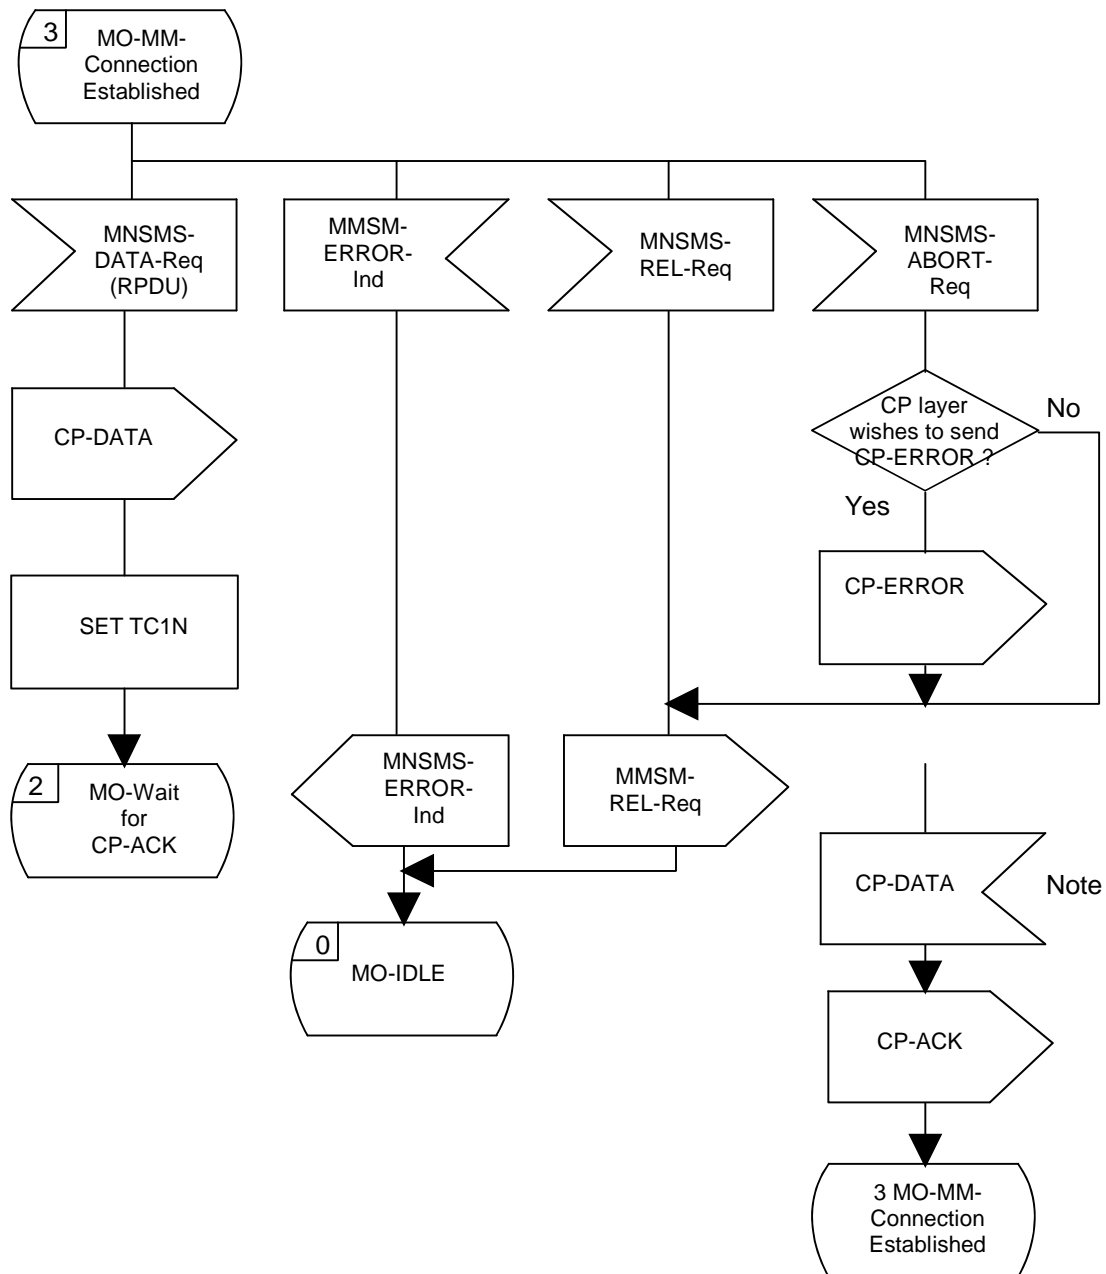 3
MO-MM-
Connection
Established
MNSMS-
DATA-Req
(RPDU)
MMSM-
ERROR-
Ind
MNSMS-
REL-Req
MNSMS-
ABORT-
Req
CP-DATA
CP layer
wishes to send
CP-ERROR ?
No
Yes
SET TC1N
CP-ERROR
2
MO-Wait
for
CP-ACK
MNSMS-
ERROR-
Ind
MMSM-
REL-Req
CP-DATA
Note
0
MO-IDLE
CP-ACK
3 MO-MM-
Connection
Established